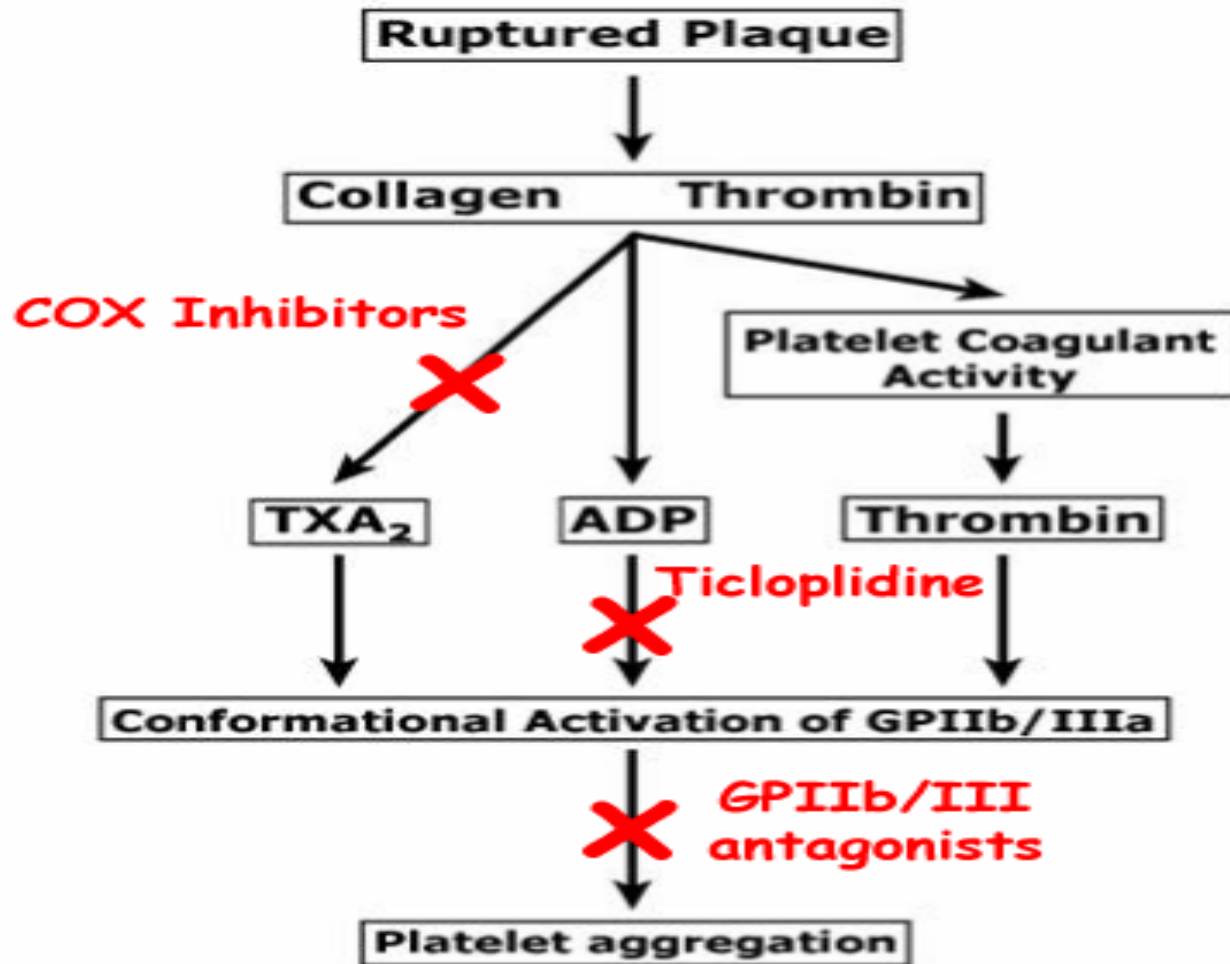 Ruptured Plaque
Collagen Thrombin
COX Inhibitors
Platelet Coagulant
Activity
TXA₂
ADP
Thrombin
Ticloplidine
Conformational Activation of GPIIb/IIIa
GPIIb/III
antagonists
Platelet aggregation